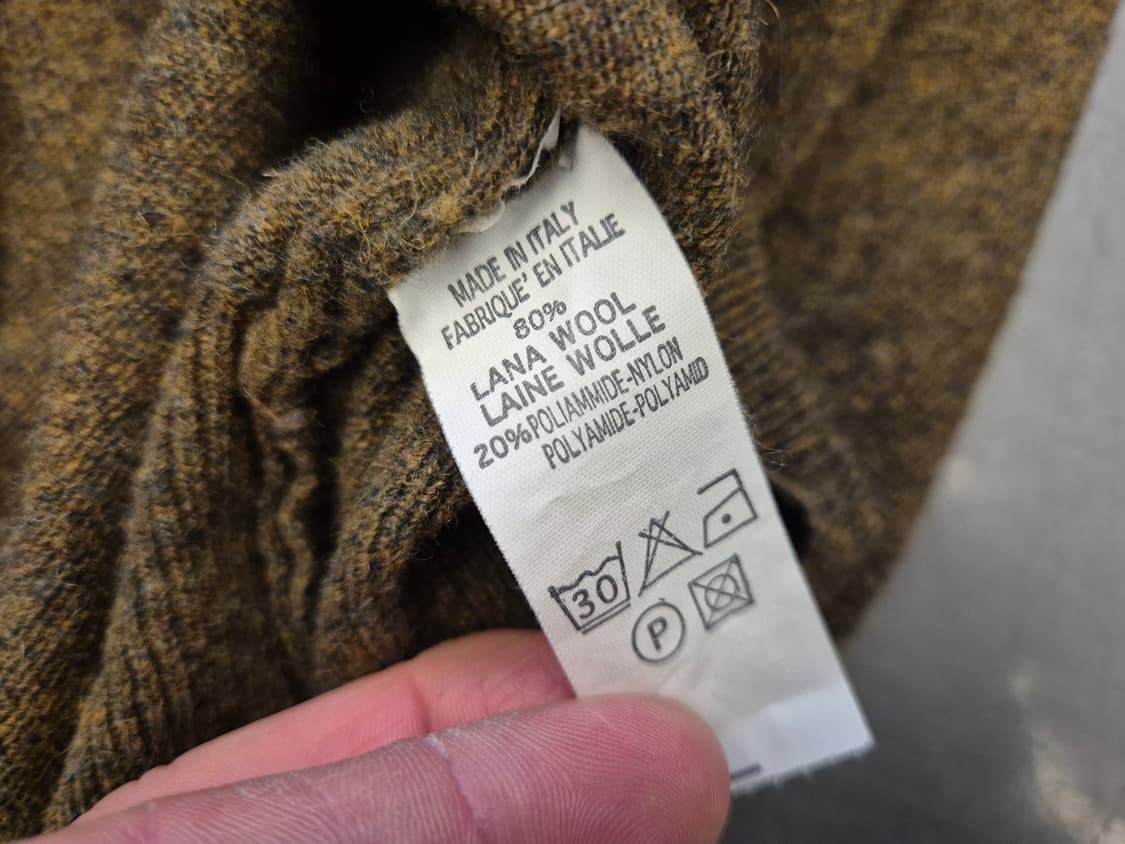 MADE IN ITALY
FABRIQUE' EN ITALIE
80%
LANA WOOL
LAINE WOLLE
20%POLIAMMIDE-NYLON
POLYAMIDE-POLYAMID
30
P